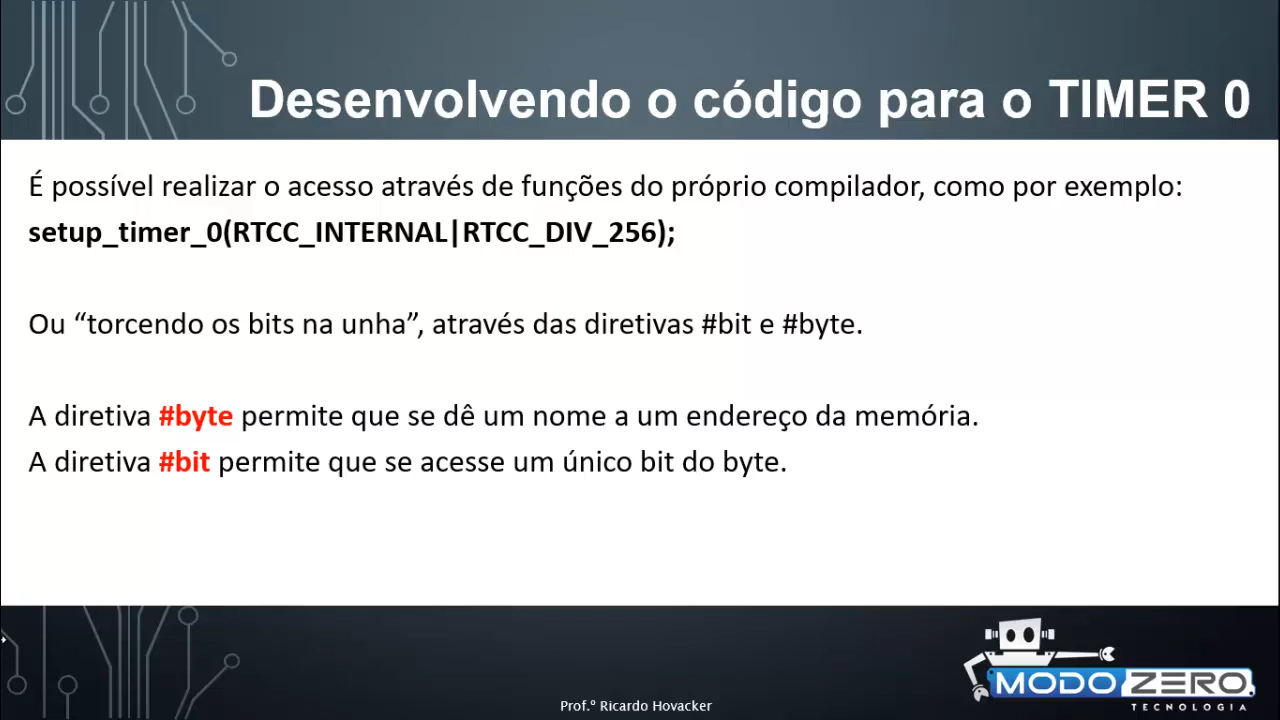 Desenvolvendo o código para o TIMER 0
É possível realizar o acesso através de funções do próprio compilador, como por exemplo:
setup_timer_0(RTCC_INTERNAL|RTCC_DIV_256);
Ou “torcendo os bits na unha”, através das diretivas #bit e #byte.
A diretiva #byte permite que se dê um nome a um endereço da memória.
A diretiva #bit permite que se acesse um único bit do byte.
Prof.º Ricardo Hovacker
MODO ZERO
TECNOLOGIA